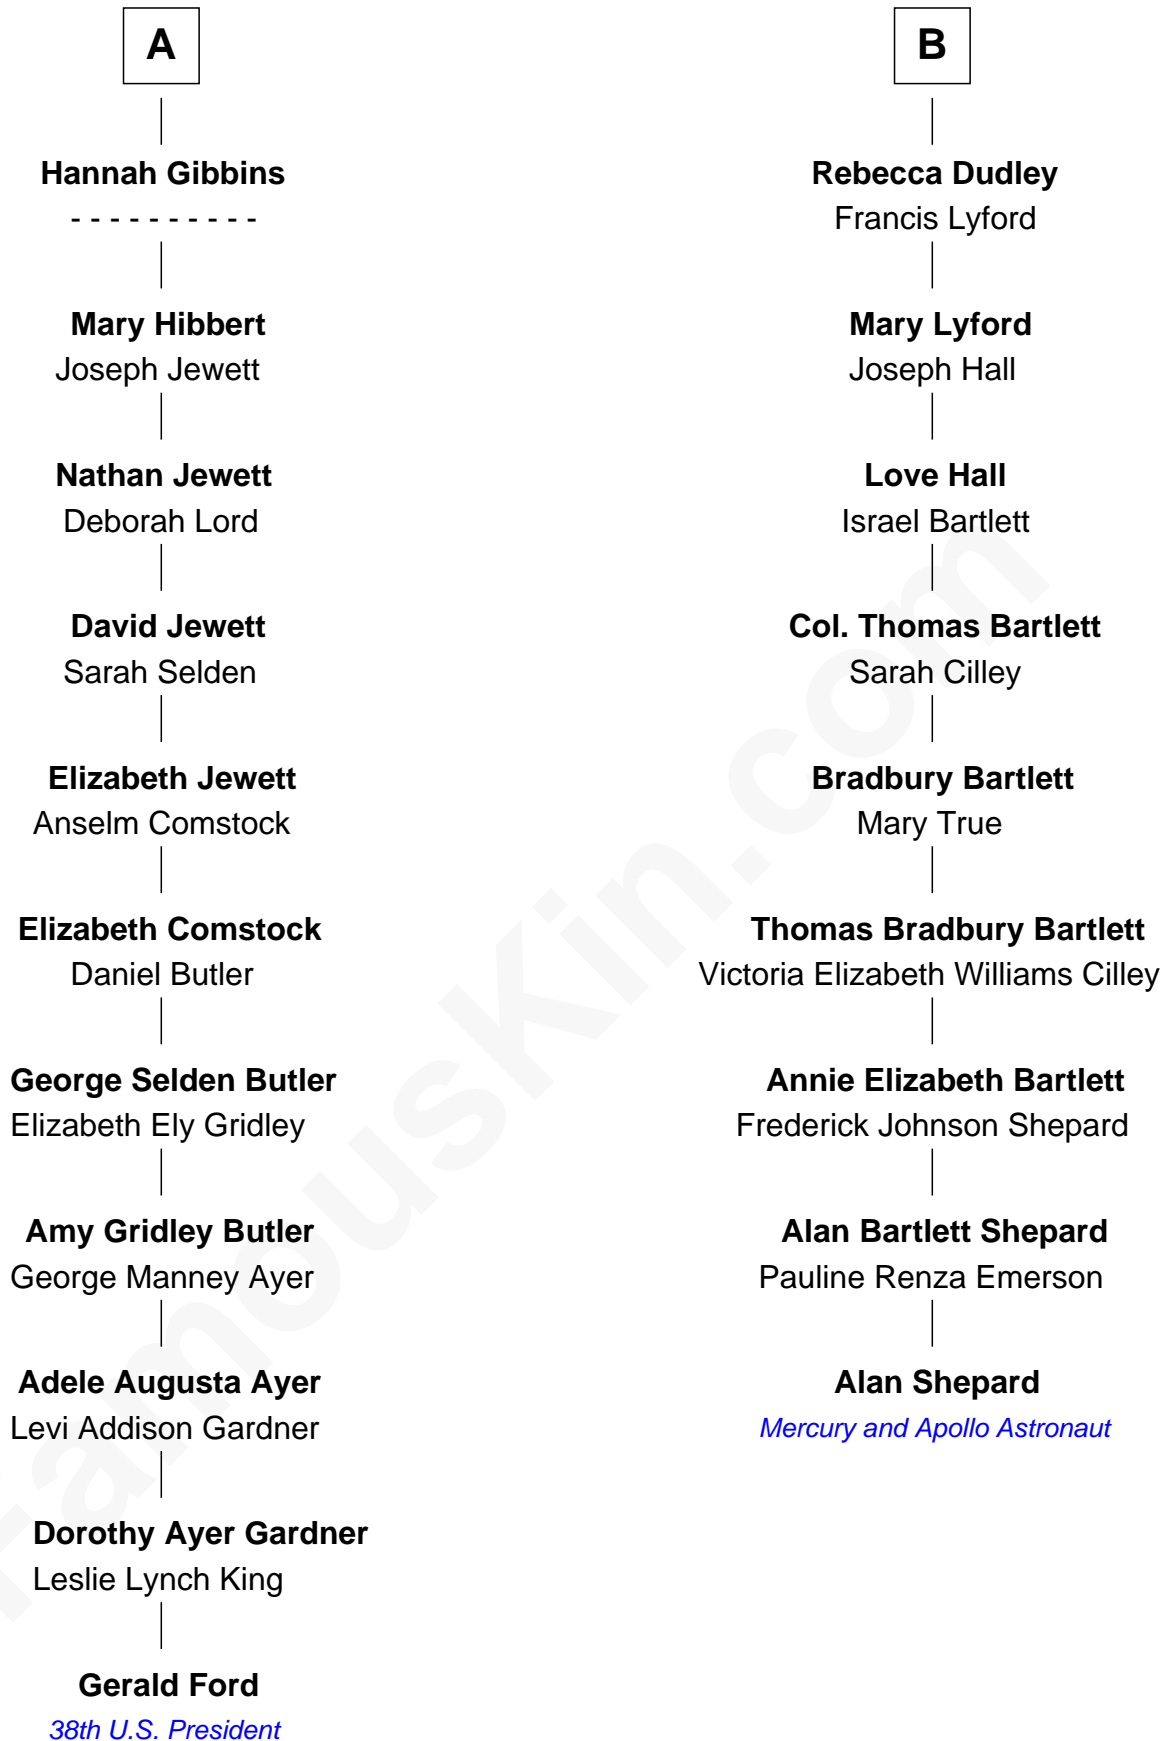 A
Hannah Gibbins
- - - - - - - - - -
Mary Hibbert
Joseph Jewett
Nathan Jewett
Deborah Lord
David Jewett
Sarah Selden
Elizabeth Jewett
Anselm Comstock
Elizabeth Comstock
Daniel Butler
George Selden Butler
Elizabeth Ely Gridley
Amy Gridley Butler
George Manney Ayer
Adele Augusta Ayer
Levi Addison Gardner
Dorothy Ayer Gardner
Leslie Lynch King
Gerald Ford
38th U.S. President
B
Rebecca Dudley
Francis Lyford
Mary Lyford
Joseph Hall
Love Hall
Israel Bartlett
Col. Thomas Bartlett
Sarah Cilley
Bradbury Bartlett
Mary True
Thomas Bradbury Bartlett
Victoria Elizabeth Williams Cilley
Annie Elizabeth Bartlett
Frederick Johnson Shepard
Alan Bartlett Shepard
Pauline Renza Emerson
Alan Shepard
Mercury and Apollo Astronaut
FamousKin.com